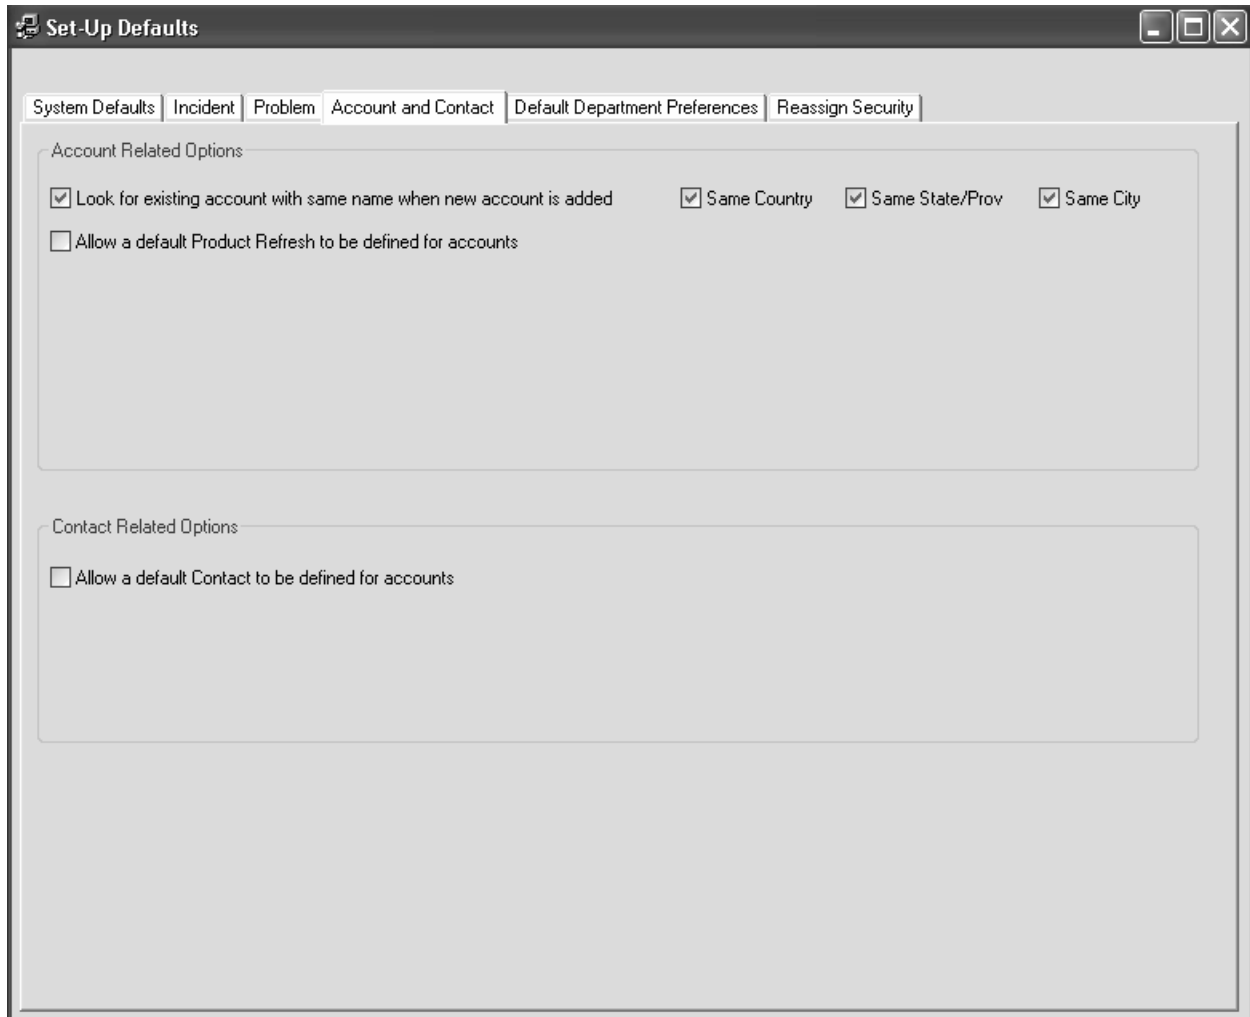 Set-Up Defaults
System Defaults Incident Problem Account and Contact Default Department Preferences Reassign Security
Account Related Options
Look for existing account with same name when new account is added Same Country Same State/Prov Same City
Allow a default Product Refresh to be defined for accounts
Contact Related Options
Allow a default Contact to be defined for accounts